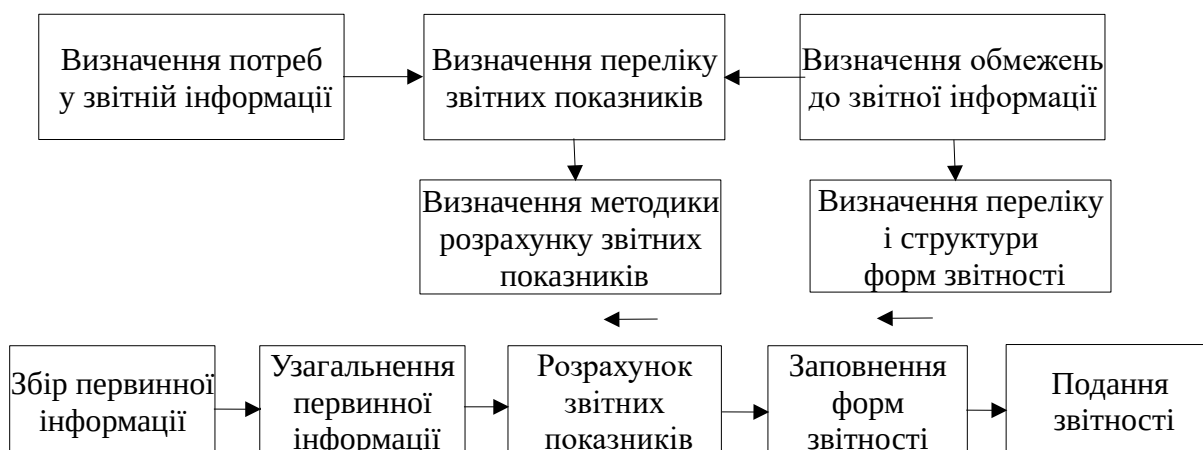 Визначення потреб
у звітній інформації
Визначення переліку
звітних показників
Визначення обмежень
до звітної інформації
Визначення методики
розрахунку звітних
показників
Визначення переліку
і структури
форм звітності
Збір первинної
інформації
Узагальнення
первинної
інформації
Розрахунок
звітних
показників
Заповнення
форм
звітності
Подання
звітності